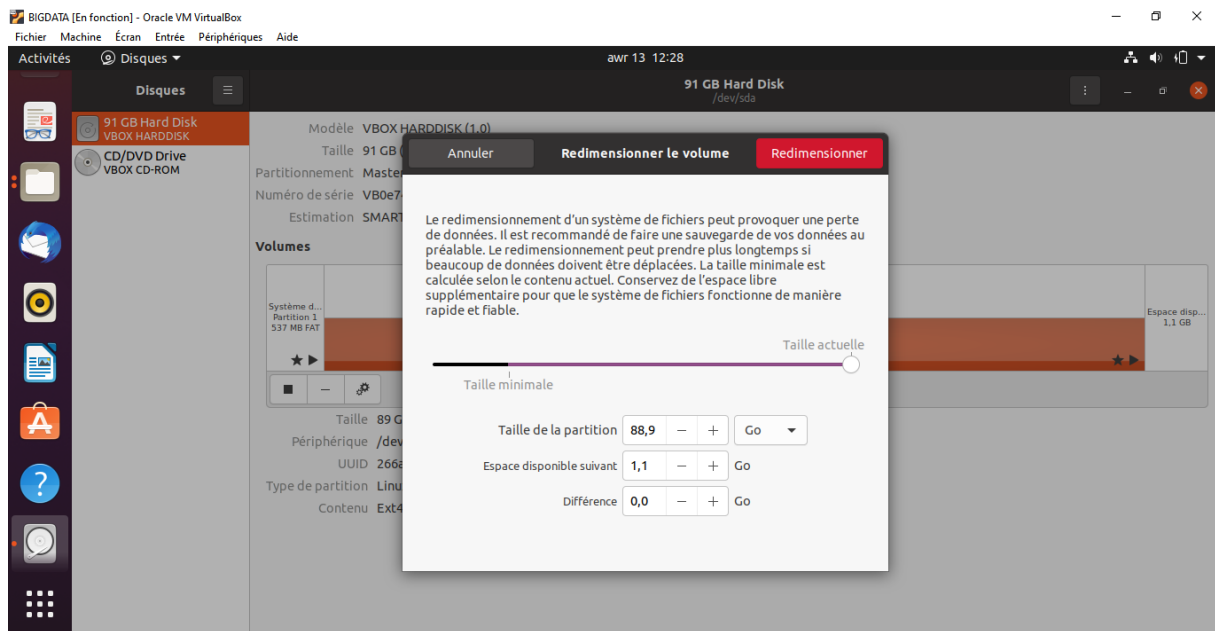 BIGDATA [En fonction] - Oracle VM VirtualBox
Fichier Machine Écran Entrée Périphériques Aide
Activités Disques awr 13 12:28
Disques 91 GB Hard Disk
/dev/sda
91 GB Hard Disk
VBOX HARDDISK
CD/DVD Drive
VBOX CD-ROM
Modèle VBOX HARDDISK (1.0)
Taille 91 GB (
Partitionnement Master
Numéro de série VB0e7
Estimation SMART
Volumes
Système d...
Partition 1
537 MB FAT
Espace disp...
1,1 GB
Taille 89 G
Périphérique /dev
UUID 266a
Type de partition Linu
Contenu Ext4
Annuler Redimensionner le volume Redimensionner
Le redimensionnement d'un système de fichiers peut provoquer une perte
de données. Il est recommandé de faire une sauvegarde de vos données au
préalable. Le redimensionnement peut prendre plus longtemps si
beaucoup de données doivent être déplacées. La taille minimale est
calculée selon le contenu actuel. Conservez de l'espace libre
supplémentaire pour que le système de fichiers fonctionne de manière
rapide et fiable.
Taille actuelle
Taille minimale
Taille de la partition 88,9 − + Go
Espace disponible suivant 1,1 − + Go
Différence 0,0 − + Go